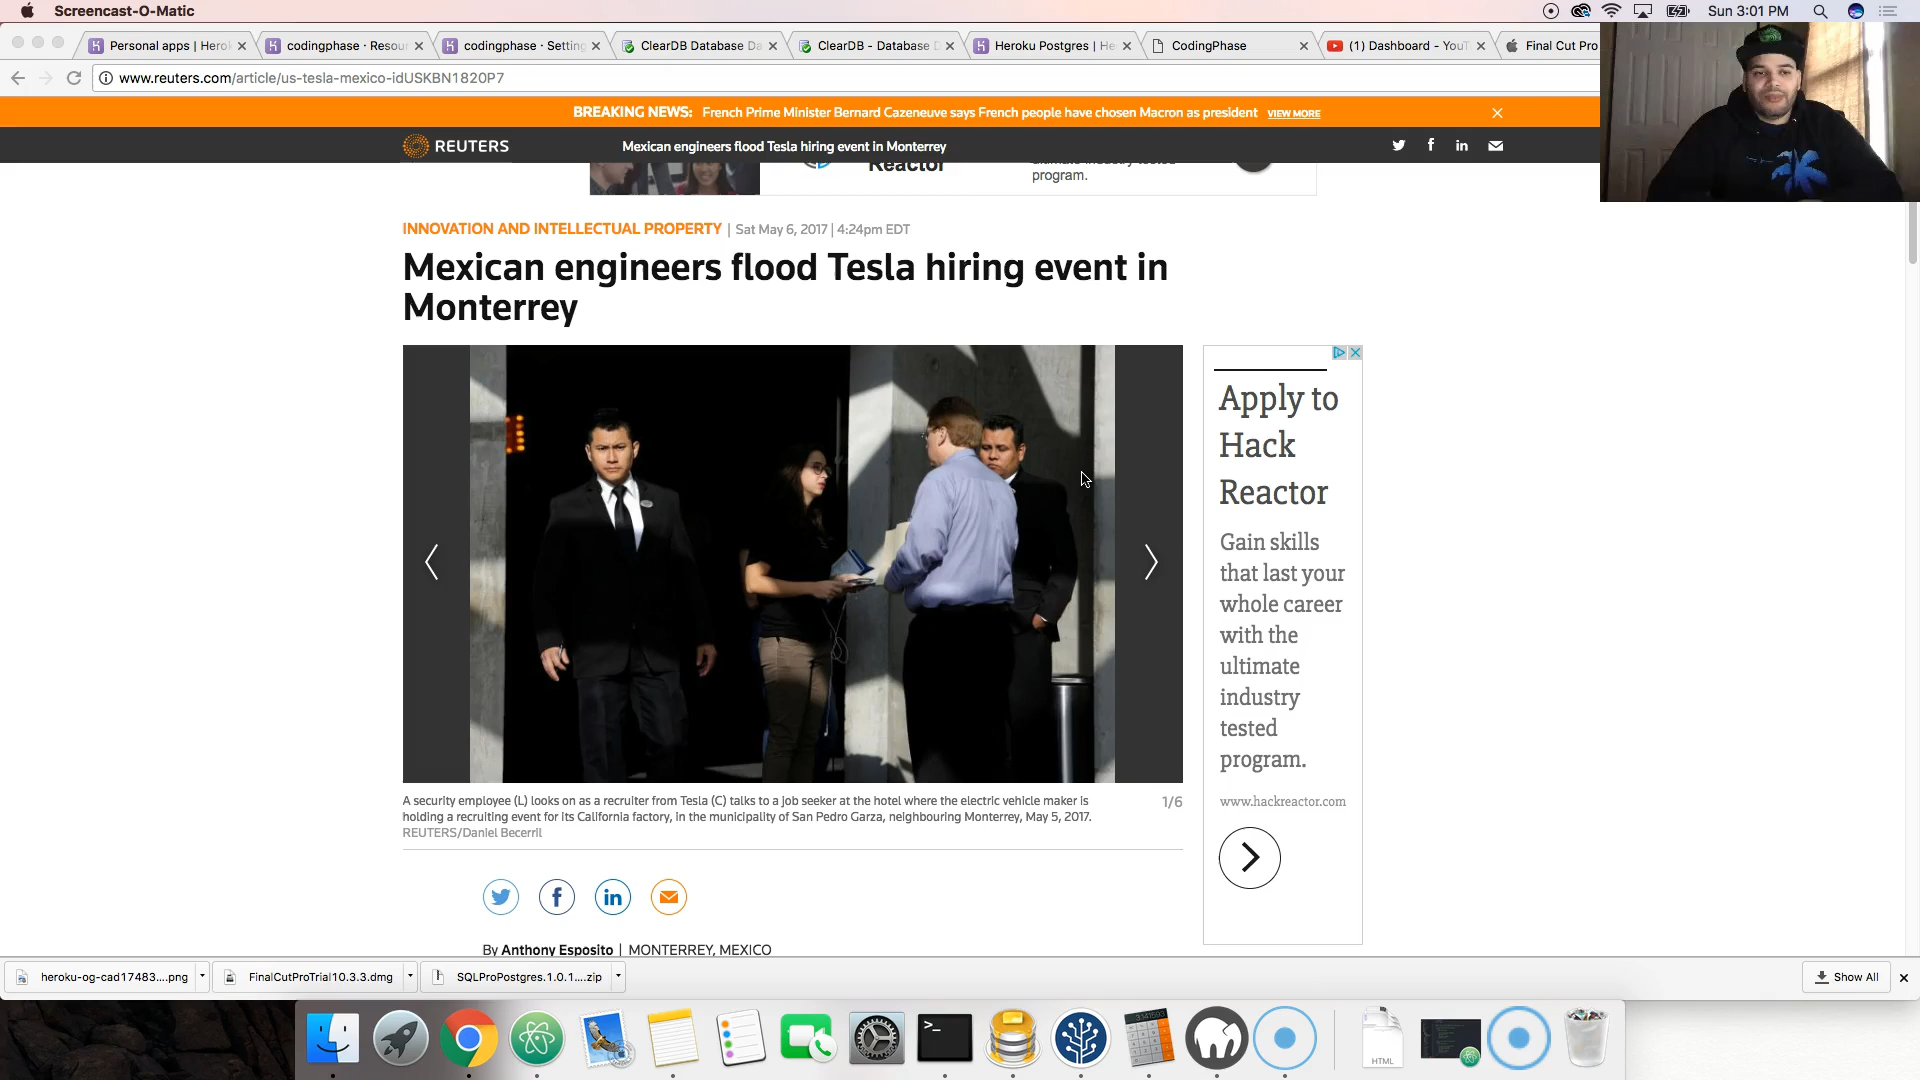 Screencast-O-Matic
Sun 3:01 PM
Personal apps | Herok
codingphase · Resour
codingphase · Setting
ClearDB Database Da
ClearDB - Database D
Heroku Postgres | He
CodingPhase
(1) Dashboard - YouT
Final Cut Pro
www.reuters.com/article/us-tesla-mexico-idUSKBN1820P7
BREAKING NEWS: French Prime Minister Bernard Cazeneuve says French people have chosen Macron as president VIEW MORE
REUTERS
Mexican engineers flood Tesla hiring event in Monterrey
Reactor
program.
INNOVATION AND INTELLECTUAL PROPERTY | Sat May 6, 2017 | 4:24pm EDT
Mexican engineers flood Tesla hiring event in
Monterrey
Apply to
Hack
Reactor
Gain skills
that last your
whole career
with the
ultimate
industry
tested
program.
www.hackreactor.com
A security employee (L) looks on as a recruiter from Tesla (C) talks to a job seeker at the hotel where the electric vehicle maker is
holding a recruiting event for its California factory, in the municipality of San Pedro Garza, neighbouring Monterrey, May 5, 2017.
REUTERS/Daniel Becerril
1/6
By Anthony Esposito | MONTERREY, MEXICO
heroku-og-cad17483....png
FinalCutProTrial10.3.3.dmg
SQLProPostgres.1.0.1....zip
Show All
HTML